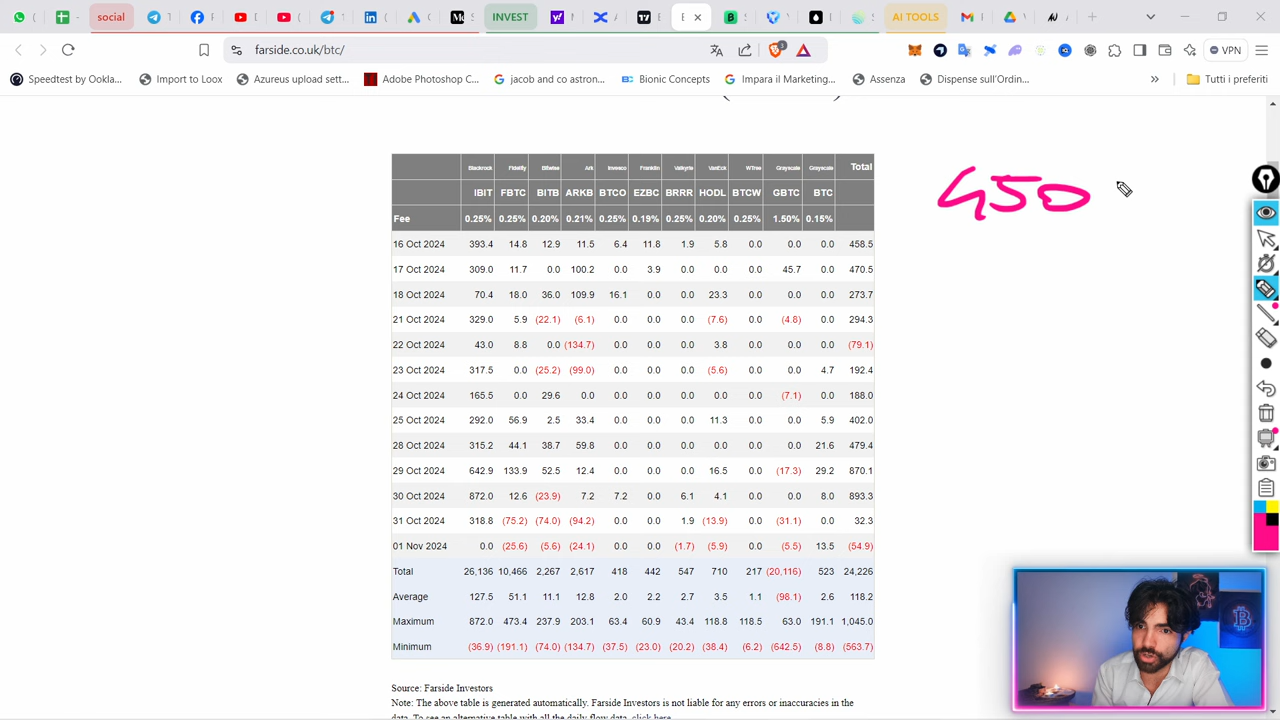 social
INVEST
AI TOOLS
farside.co.uk/btc/
VPN
Speedtest by Ookla...
Import to Loox
Azureus upload sett...
Adobe Photoshop C...
jacob and co astron...
Bionic Concepts
Impara il Marketing...
Assenza
Dispense sull'Ordin...
Tutti i preferiti
Blackrock Fidelity Bitwise Ark Invesco Franklin Valkyrie VanEck WTree Grayscale Grayscale Total
IBIT FBTC BITB ARKB BTCO EZBC BRRR HODL BTCW GBTC BTC
Fee 0.25% 0.25% 0.20% 0.21% 0.25% 0.19% 0.25% 0.20% 0.25% 1.50% 0.15%
16 Oct 2024 393.4 14.8 12.9 11.5 6.4 11.8 1.9 5.8 0.0 0.0 0.0 458.5
17 Oct 2024 309.0 11.7 0.0 100.2 0.0 3.9 0.0 0.0 0.0 45.7 0.0 470.5
18 Oct 2024 70.4 18.0 36.0 109.9 16.1 0.0 0.0 23.3 0.0 0.0 0.0 273.7
21 Oct 2024 329.0 5.9 (22.1) (6.1) 0.0 0.0 0.0 (7.6) 0.0 (4.8) 0.0 294.3
22 Oct 2024 43.0 8.8 0.0 (134.7) 0.0 0.0 0.0 3.8 0.0 0.0 0.0 (79.1)
23 Oct 2024 317.5 0.0 (25.2) (99.0) 0.0 0.0 0.0 (5.6) 0.0 0.0 4.7 192.4
24 Oct 2024 165.5 0.0 29.6 0.0 0.0 0.0 0.0 0.0 0.0 (7.1) 0.0 188.0
25 Oct 2024 292.0 56.9 2.5 33.4 0.0 0.0 0.0 11.3 0.0 0.0 5.9 402.0
28 Oct 2024 315.2 44.1 38.7 59.8 0.0 0.0 0.0 0.0 0.0 0.0 21.6 479.4
29 Oct 2024 642.9 133.9 52.5 12.4 0.0 0.0 0.0 16.5 0.0 (17.3) 29.2 870.1
30 Oct 2024 872.0 12.6 (23.9) 7.2 7.2 0.0 6.1 4.1 0.0 0.0 8.0 893.3
31 Oct 2024 318.8 (75.2) (74.0) (94.2) 0.0 0.0 1.9 (13.9) 0.0 (31.1) 0.0 32.3
01 Nov 2024 0.0 (25.6) (5.6) (24.1) 0.0 0.0 (1.7) (5.9) 0.0 (5.5) 13.5 (54.9)
Total 26,136 10,466 2,267 2,617 418 442 547 710 217 (20,116) 523 24,226
Average 127.5 51.1 11.1 12.8 2.0 2.2 2.7 3.5 1.1 (98.1) 2.6 118.2
Maximum 872.0 473.4 237.9 203.1 63.4 60.9 43.4 118.8 118.5 63.0 191.1 1,045.0
Minimum (36.9) (191.1) (74.0) (134.7) (37.5) (23.0) (20.2) (38.4) (6.2) (642.5) (8.8) (563.7)
450
Source: Farside Investors
Note: The above table is generated automatically. Farside Investors is not liable for any errors or inaccuracies in the
data. To see an alternative table with all the daily flow data, click here